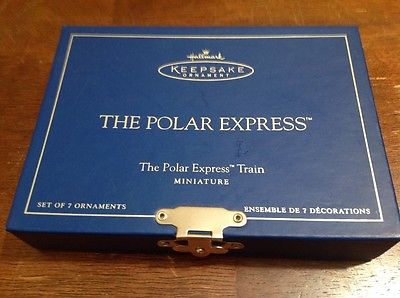 Hallmark
KEEPSAKE
ORNAMENT
THE POLAR EXPRESS™
The Polar Express™ Train
MINIATURE
SET OF 7 ORNAMENTS
ENSEMBLE DE 7 DÉCORATIONS